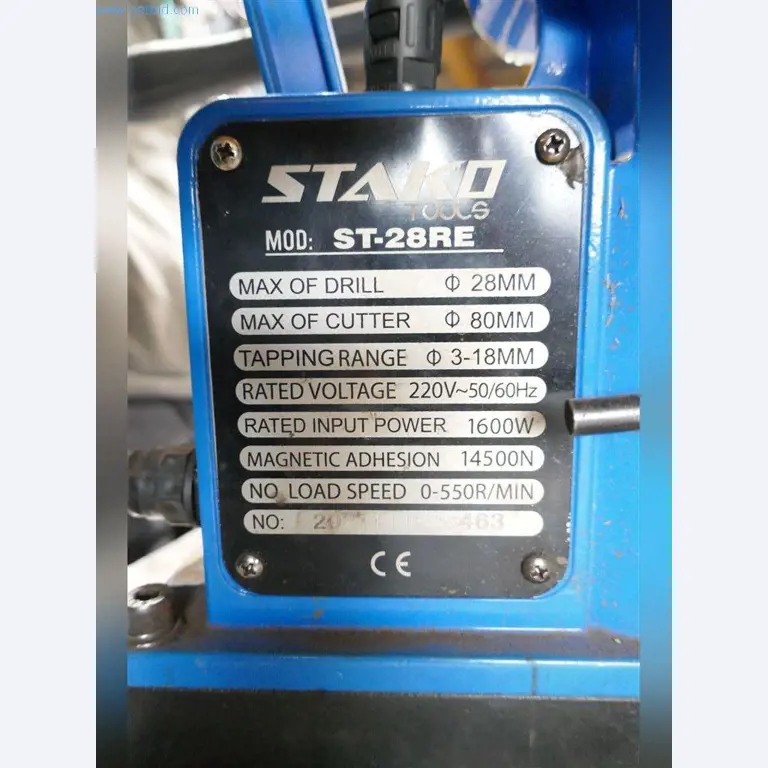 STAKO
TOOLS
MOD: ST-28RE
MAX OF DRILL Φ 28MM
MAX OF CUTTER Φ 80MM
TAPPING RANGE Φ 3-18MM
RATED VOLTAGE 220V~50/60Hz
RATED INPUT POWER 1600W
MAGNETIC ADHESION 14500N
NO LOAD SPEED 0-550R/MIN
NO:
CE